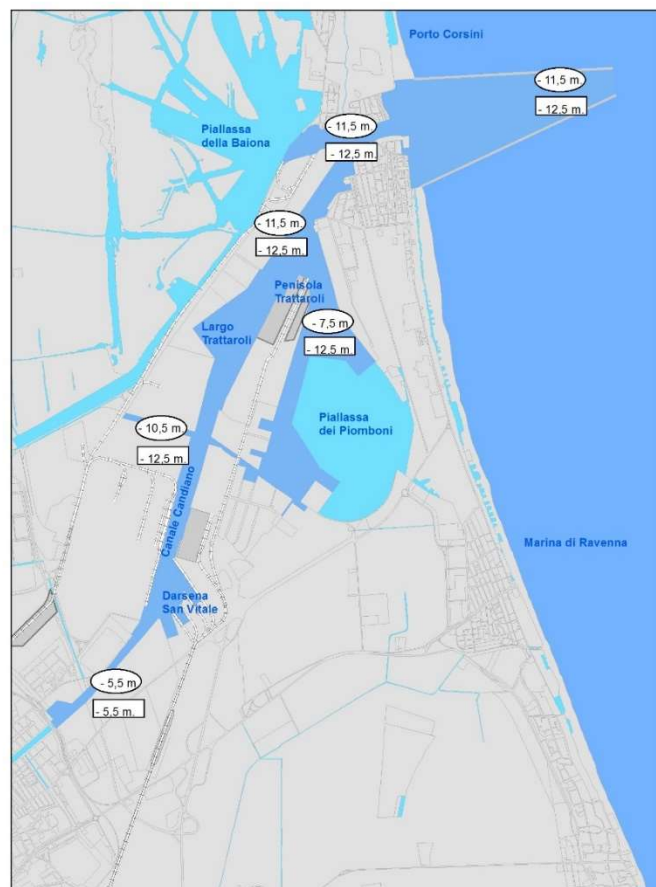 Porto Corsini
- 11,5 m.
- 12,5 m.
- 11,5 m.
- 12,5 m.
Piallassa
della Baiona
- 11,5 m.
- 12,5 m.
Penisola
Trattaroli
Largo
Trattaroli
- 7,5 m.
- 12,5 m.
Piallassa
dei Piomboni
- 10,5 m.
- 12,5 m.
Canale Candiano
Marina di Ravenna
Darsena
San Vitale
- 5,5 m.
- 5,5 m.